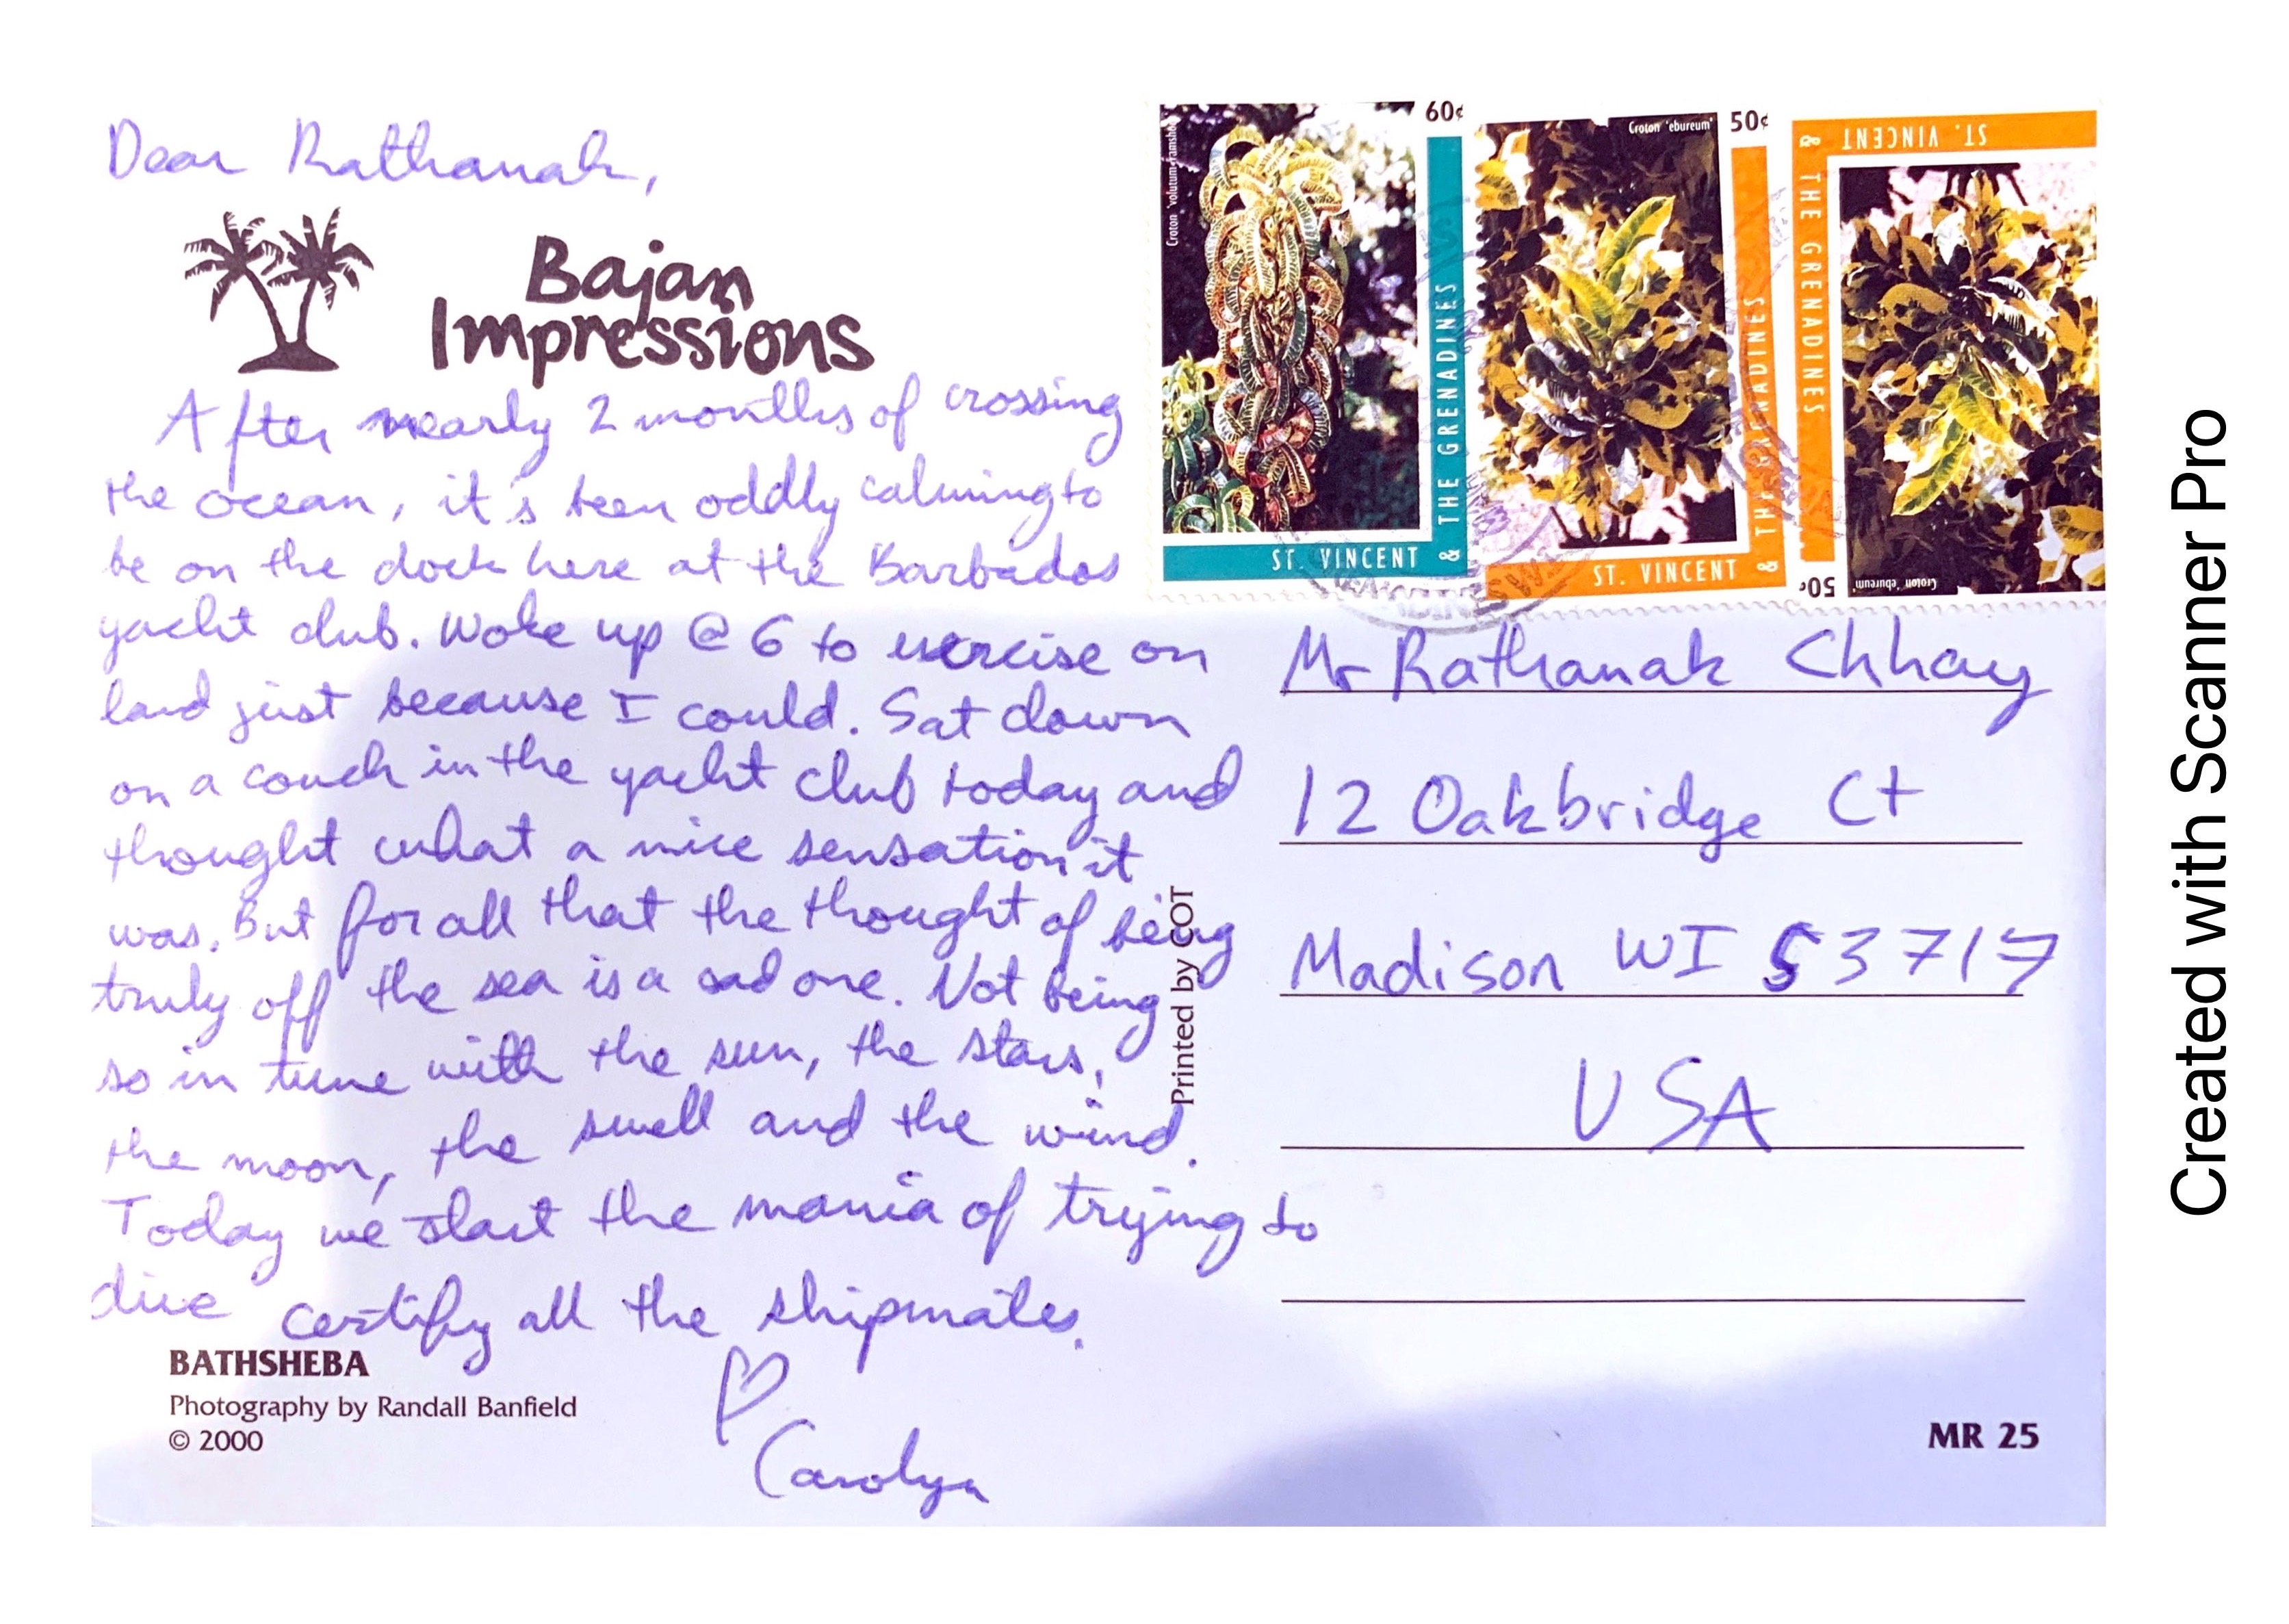 Dear Rathanak,
Bajan
Impressions
After nearly 2 months of crossing
the ocean, it's been oddly calming to
be on the dock here at the Barbados
yacht club. Woke up @ 6 to exercise on
land just because I could. Sat down
on a couch in the yacht club today and
thought what a nice sensation it
was. But for all that the thought of being
truly off the sea is a sad one. Not being
so in tune with the sun, the stars,
the moon, the swell and the wind.
Today we start the mania of trying to
dive certify all the shipmates.
♡
Carolyn
BATHSHEBA
Photography by Randall Banfield
© 2000
Printed by COT
Croton 'volutum-ramshorn'
60¢
ST. VINCENT & THE GRENADINES
Croton 'ebureum'
50¢
ST. VINCENT & THE GRENADINES
ST. VINCENT & THE GRENADINES
50¢
Croton 'ebureum'
Mr Rathanak Chhay
12 Oakbridge Ct
Madison WI 53717
USA
MR 25
Created with Scanner Pro